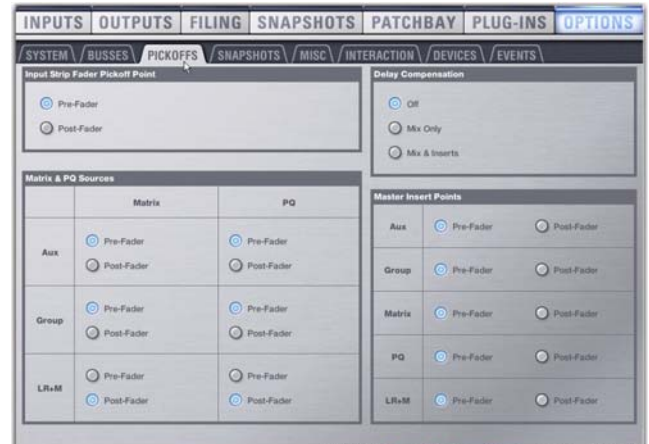 INPUTS OUTPUTS FILING SNAPSHOTS PATCHBAY PLUG-INS OPTIONS
SYSTEM BUSSES PICKOFFS SNAPSHOTS MISC INTERACTION DEVICES EVENTS
Input Strip Fader Pickoff Point
Pre-Fader
Post-Fader
Delay Compensation
Off
Mix Only
Mix & Inserts
Matrix & PQ Sources
Matrix PQ
Aux
Pre-Fader Pre-Fader
Post-Fader Post-Fader
Group
Pre-Fader Pre-Fader
Post-Fader Post-Fader
LR+M
Pre-Fader Pre-Fader
Post-Fader Post-Fader
Master Insert Points
Aux Pre-Fader Post-Fader
Group Pre-Fader Post-Fader
Matrix Pre-Fader Post-Fader
PQ Pre-Fader Post-Fader
LR+M Pre-Fader Post-Fader